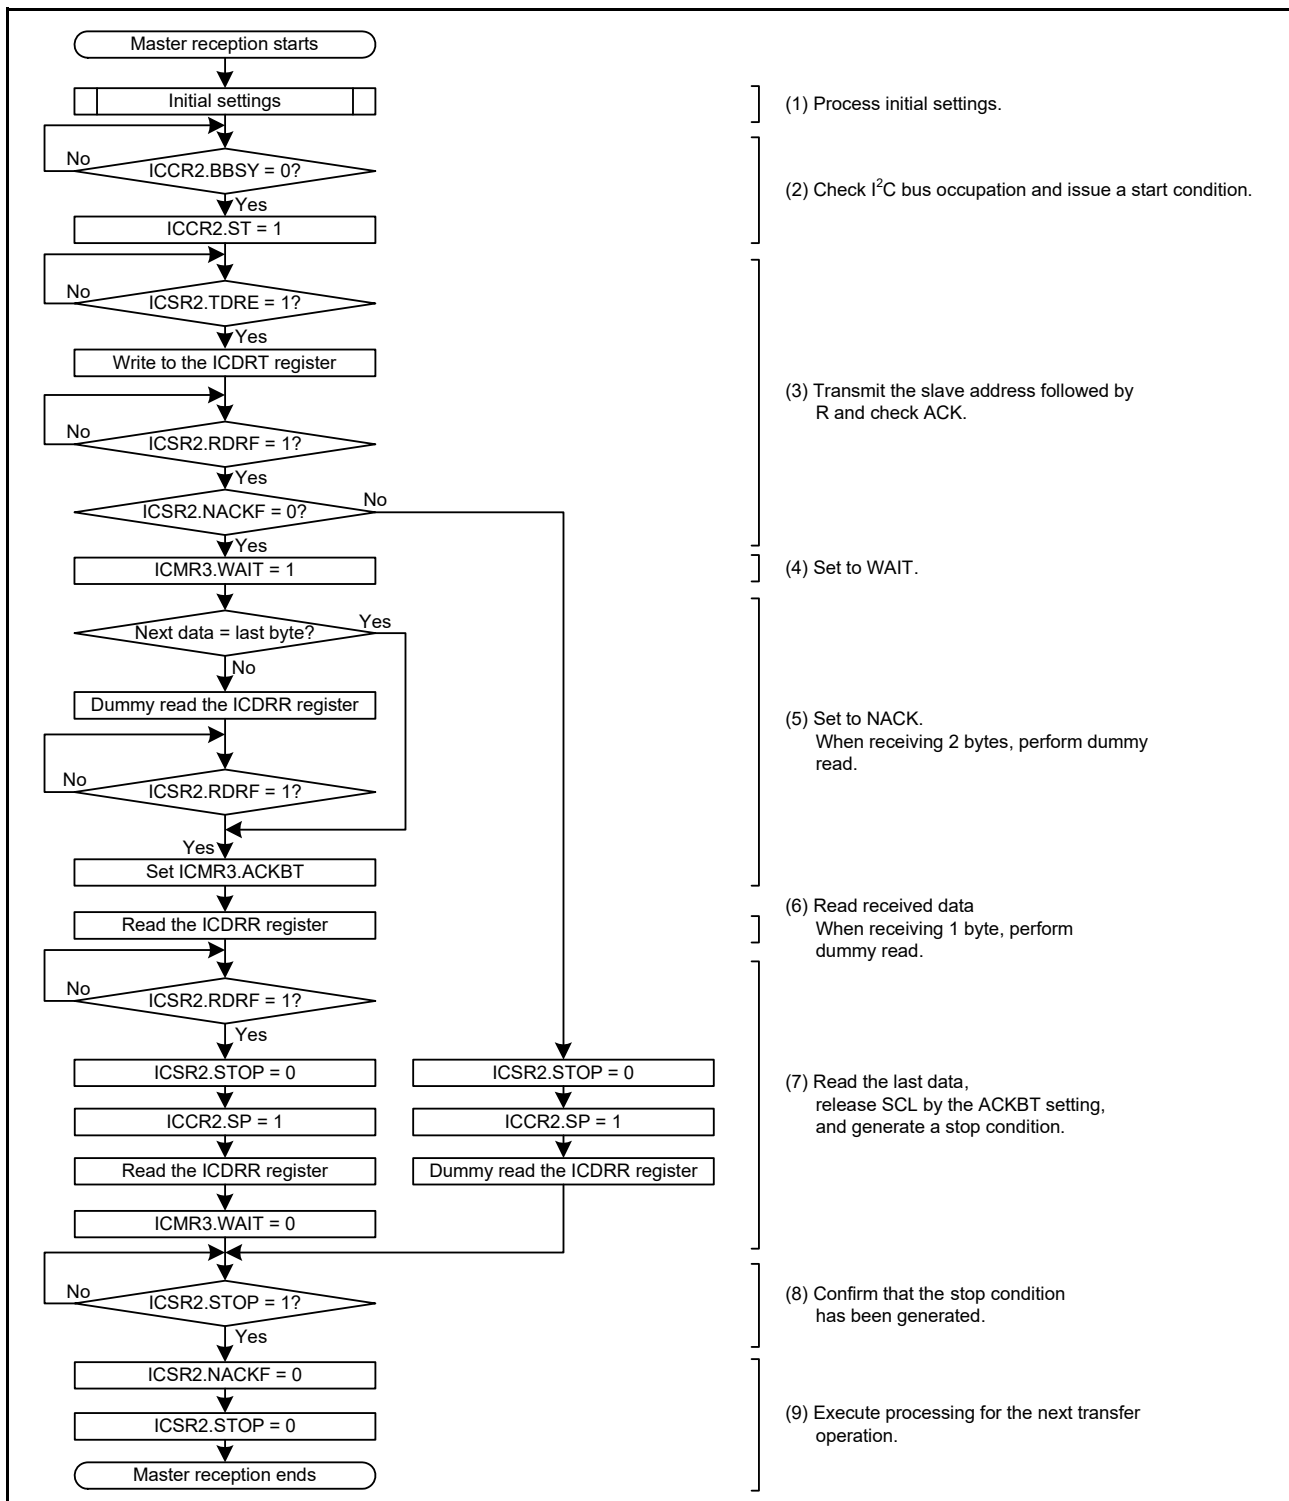 Master reception starts
Initial settings
(1) Process initial settings.
No
ICCR2.BBSY = 0?
Yes
(2) Check I²C bus occupation and issue a start condition.
ICCR2.ST = 1
No
ICSR2.TDRE = 1?
Yes
Write to the ICDRT register
(3) Transmit the slave address followed by
R and check ACK.
No
ICSR2.RDRF = 1?
Yes
ICSR2.NACKF = 0?
No
Yes
ICMR3.WAIT = 1
(4) Set to WAIT.
Next data = last byte?
Yes
No
Dummy read the ICDRR register
(5) Set to NACK.
When receiving 2 bytes, perform dummy
read.
No
ICSR2.RDRF = 1?
Yes
Set ICMR3.ACKBT
Read the ICDRR register
(6) Read received data
When receiving 1 byte, perform
dummy read.
No
ICSR2.RDRF = 1?
Yes
ICSR2.STOP = 0
ICCR2.SP = 1
Read the ICDRR register
ICMR3.WAIT = 0
ICSR2.STOP = 0
ICCR2.SP = 1
Dummy read the ICDRR register
(7) Read the last data,
release SCL by the ACKBT setting,
and generate a stop condition.
No
ICSR2.STOP = 1?
Yes
(8) Confirm that the stop condition
has been generated.
ICSR2.NACKF = 0
ICSR2.STOP = 0
(9) Execute processing for the next transfer
operation.
Master reception ends